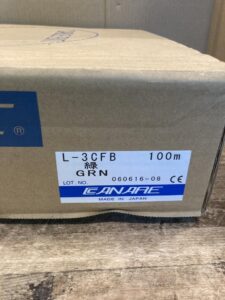 ®
L-3CFB 100m
緑
GRN
LOT.NO. 060616-08 CE
CANARE
MADE IN JAPAN